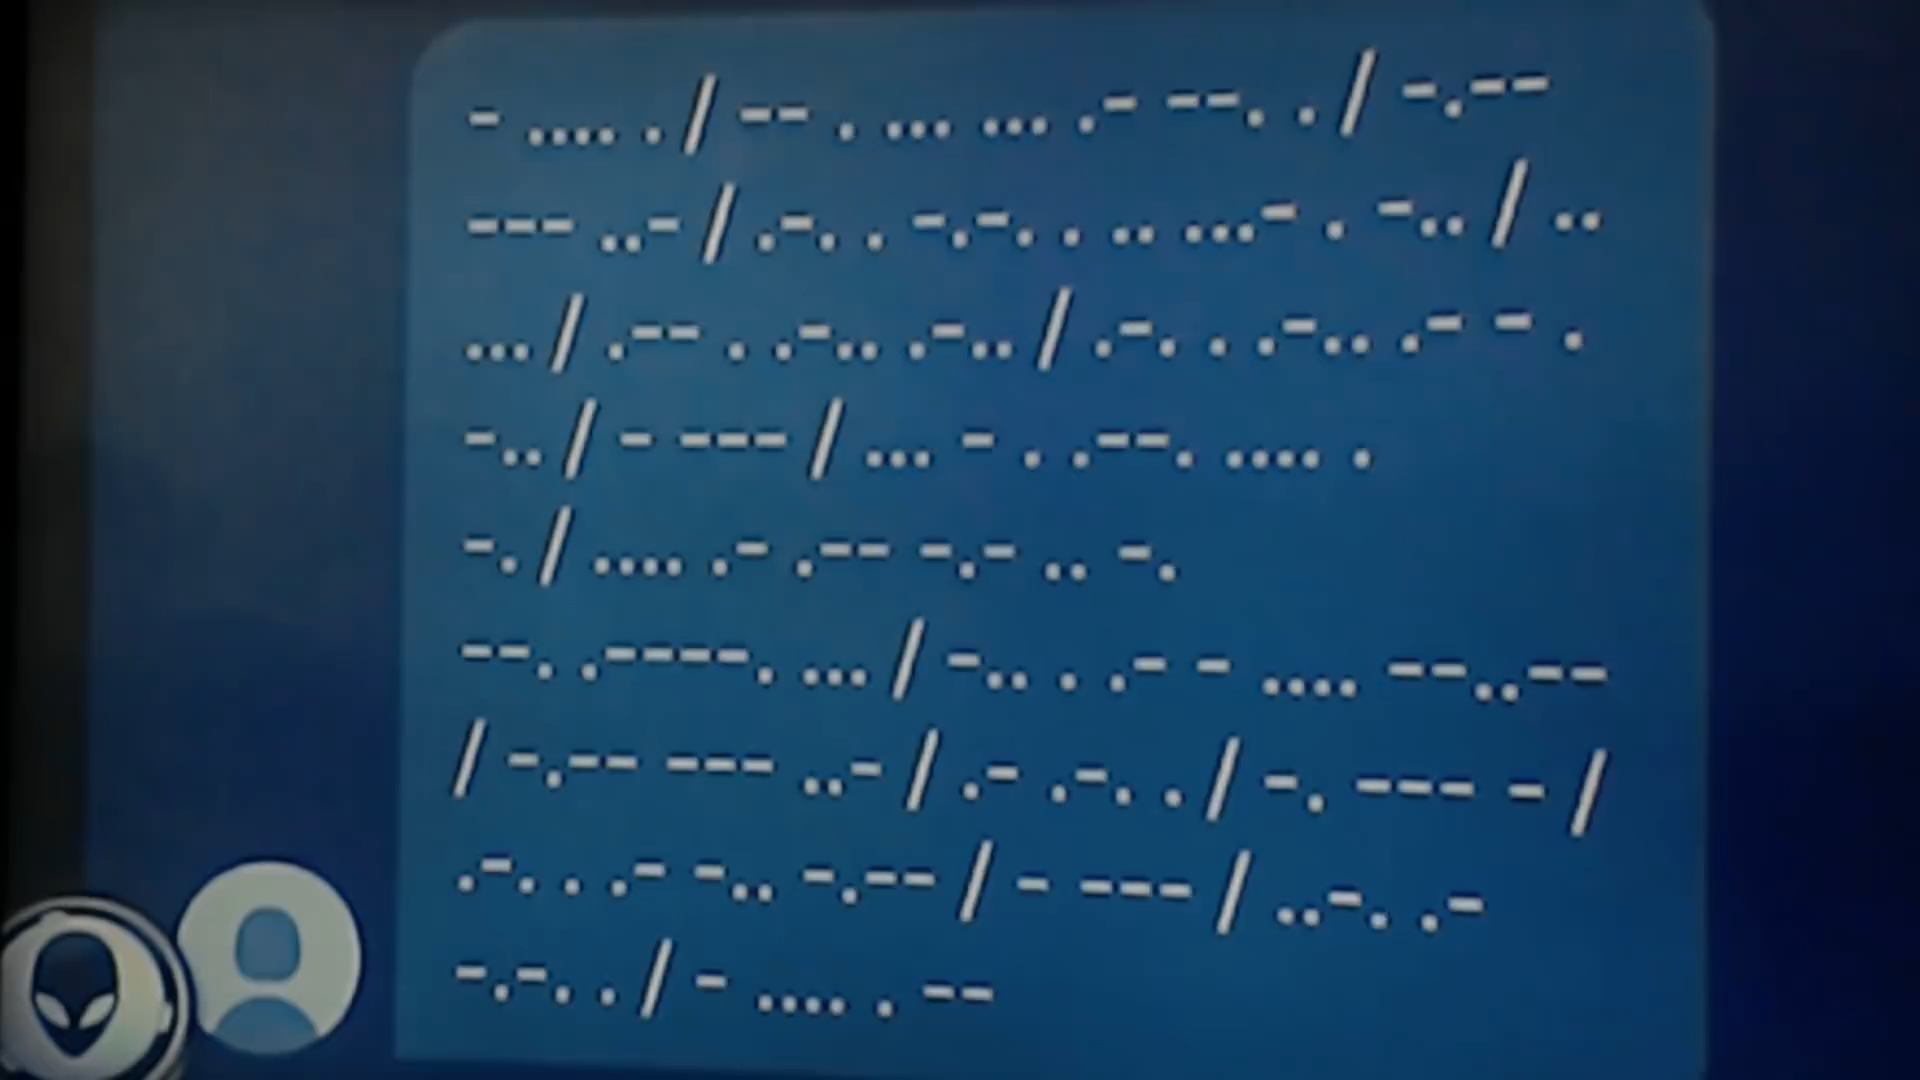 - .... . / -- . ... ... .- --. . / -.--
--- ..- / .-. . -.-. . .. ...- . -.. / ..
... / .-- . .-.. .-.. / .-. . .-.. .- - .
-.. / - --- / ... - . .--. .... .
-. / .... .- .-- -.- .. -.
--. .----. ... / -.. . .- - .... --..--
/ -.-- --- ..- / .- .-. . / -. --- - /
.-. . .- -.. -.-- / - --- / ..-. .-
-.-. . / - .... . --